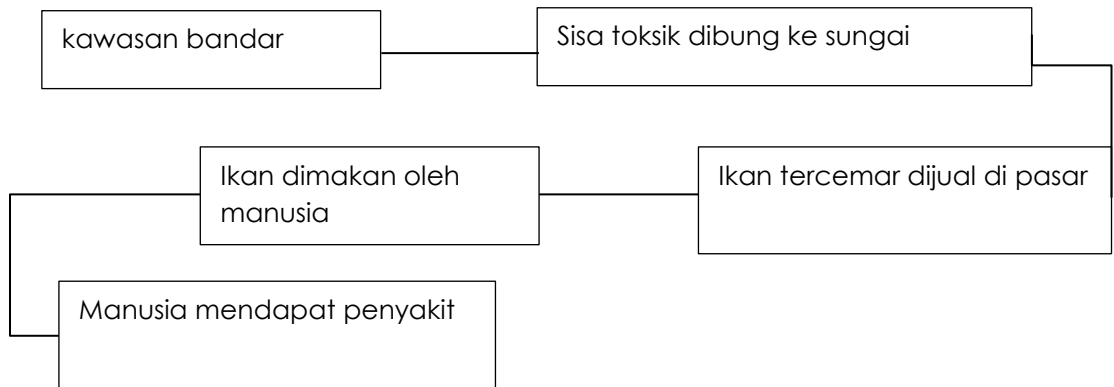 kawasan bandar
Sisa toksik dibung ke sungai
Ikan tercemar dijual di pasar
Ikan dimakan oleh
manusia
Manusia mendapat penyakit